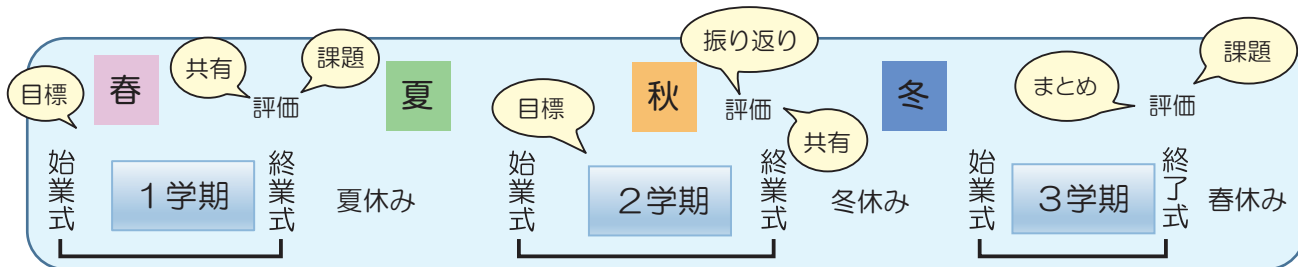 目標
春
共有
評価
課題
夏
目標
秋
振り返り
評価
共有
冬
まとめ
評価
課題
始業式
1学期
終業式
夏休み
始業式
2学期
終業式
冬休み
始業式
3学期
終了式
春休み